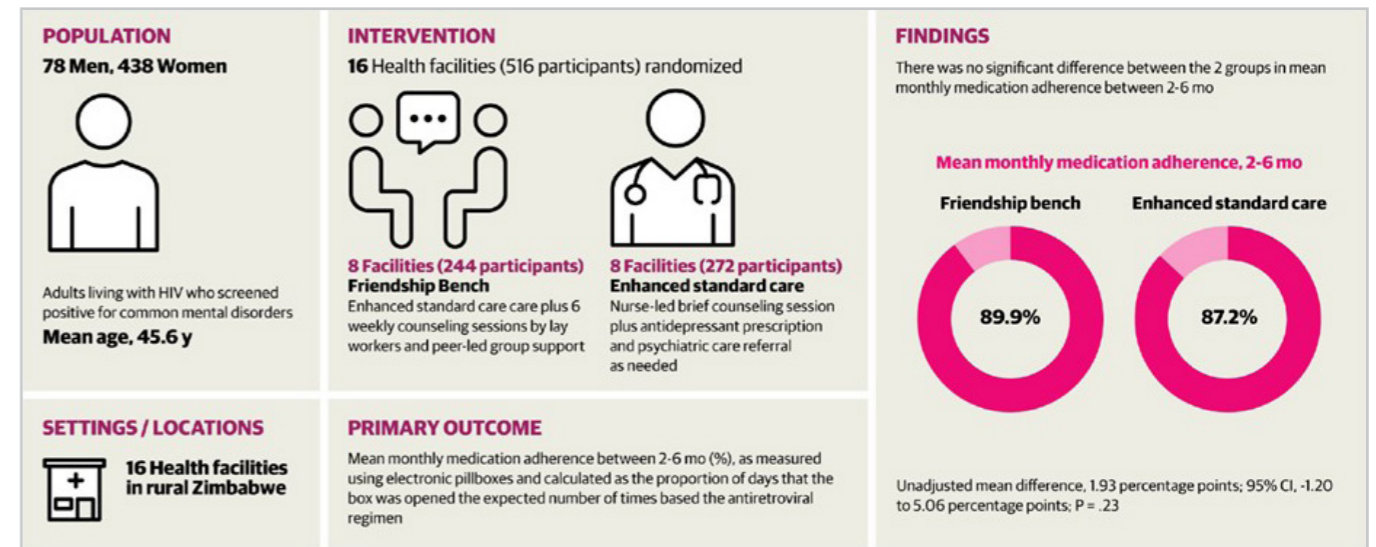 POPULATION
78 Men, 438 Women
Adults living with HIV who screened
positive for common mental disorders
Mean age, 45.6 y
INTERVENTION
16 Health facilities (516 participants) randomized
8 Facilities (244 participants)
Friendship Bench
Enhanced standard care care plus 6
weekly counseling sessions by lay
workers and peer-led group support
8 Facilities (272 participants)
Enhanced standard care
Nurse-led brief counseling session
plus antidepressant prescription
and psychiatric care referral
as needed
FINDINGS
There was no significant difference between the 2 groups in mean
monthly medication adherence between 2-6 mo
Mean monthly medication adherence, 2-6 mo
Friendship bench
Enhanced standard care
89.9%
87.2%
Unadjusted mean difference, 1.93 percentage points; 95% CI, -1.20
to 5.06 percentage points; P = .23
SETTINGS / LOCATIONS
16 Health facilities
in rural Zimbabwe
PRIMARY OUTCOME
Mean monthly medication adherence between 2-6 mo (%), as measured
using electronic pillboxes and calculated as the proportion of days that the
box was opened the expected number of times based the antiretroviral
regimen